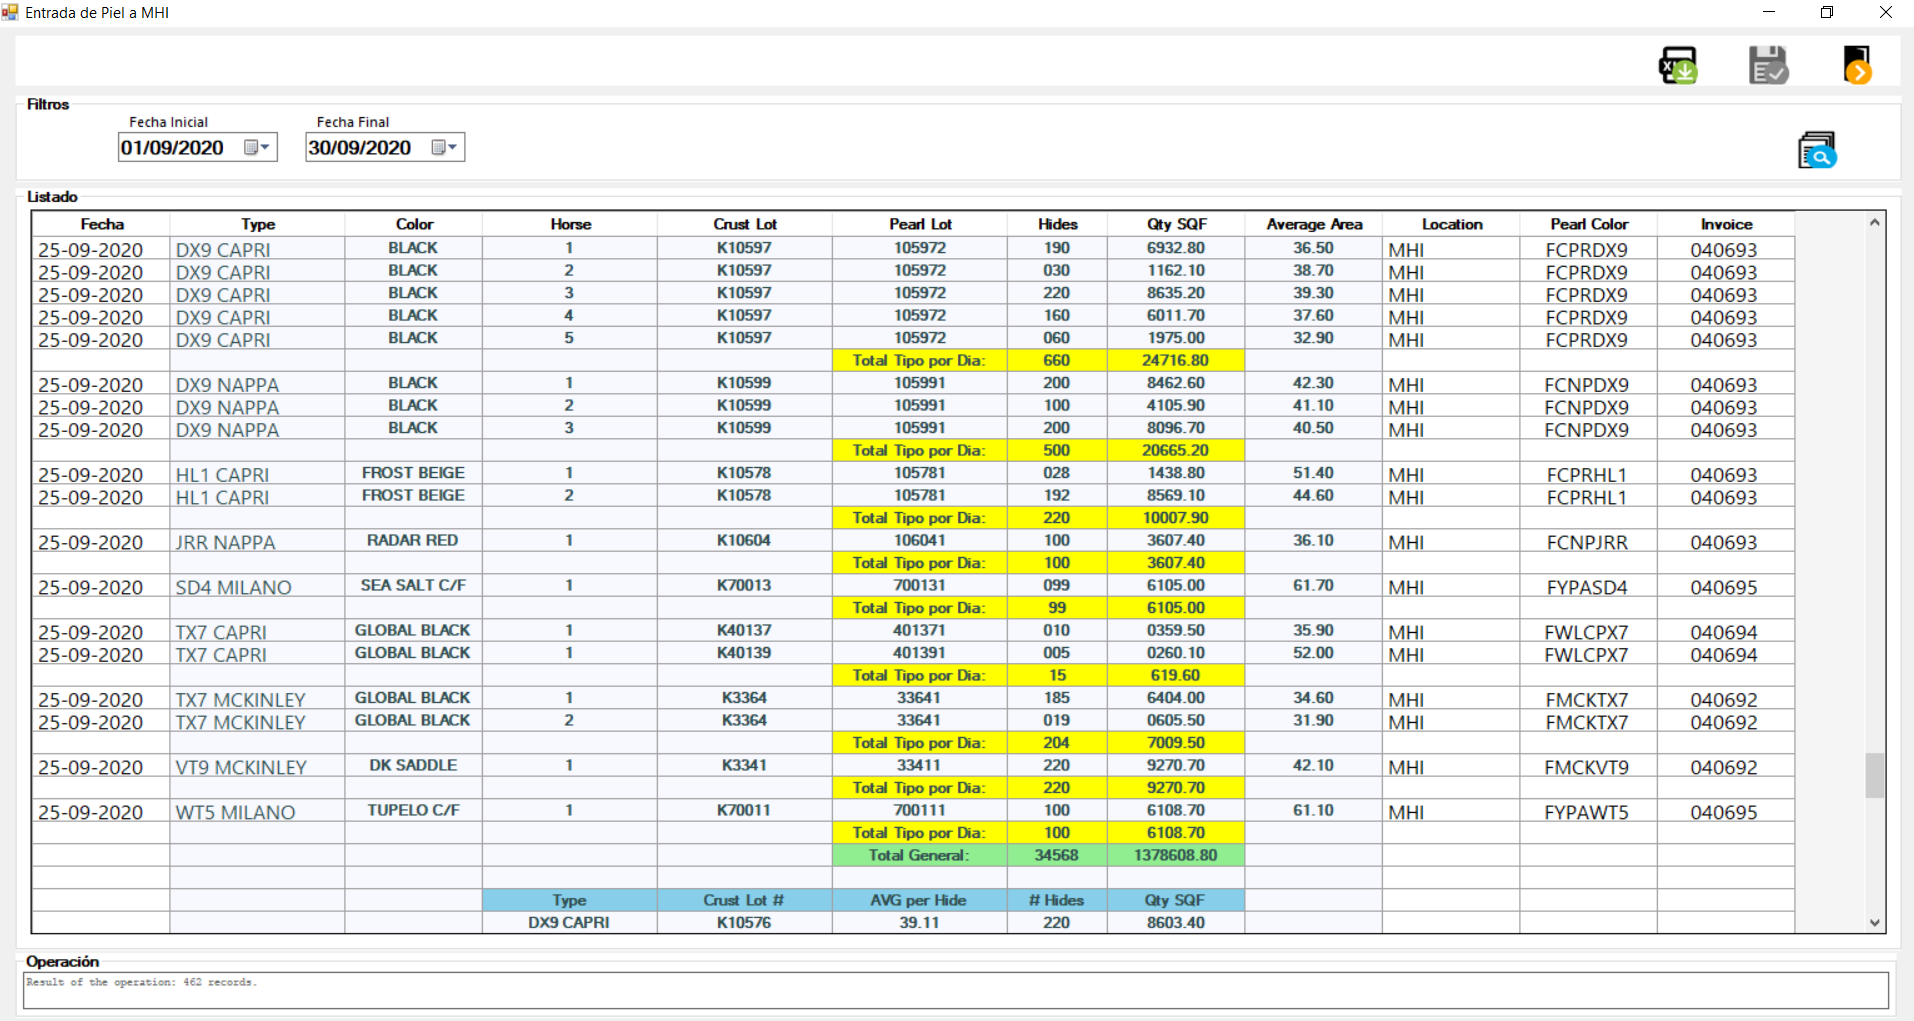 Entrada de Piel a MHI
Filtros
Fecha Inicial Fecha Final
01/09/2020 30/09/2020
Listado
Fecha Type Color Horse Crust Lot Pearl Lot Hides Qty SQF Average Area Location Pearl Color Invoice
25-09-2020 DX9 CAPRI BLACK 1 K10597 105972 190 6932.80 36.50 MHI FCPRDX9 040693
25-09-2020 DX9 CAPRI BLACK 2 K10597 105972 030 1162.10 38.70 MHI FCPRDX9 040693
25-09-2020 DX9 CAPRI BLACK 3 K10597 105972 220 8635.20 39.30 MHI FCPRDX9 040693
25-09-2020 DX9 CAPRI BLACK 4 K10597 105972 160 6011.70 37.60 MHI FCPRDX9 040693
25-09-2020 DX9 CAPRI BLACK 5 K10597 105972 060 1975.00 32.90 MHI FCPRDX9 040693
Total Tipo por Dia: 660 24716.80
25-09-2020 DX9 NAPPA BLACK 1 K10599 105991 200 8462.60 42.30 MHI FCNPDX9 040693
25-09-2020 DX9 NAPPA BLACK 2 K10599 105991 100 4105.90 41.10 MHI FCNPDX9 040693
25-09-2020 DX9 NAPPA BLACK 3 K10599 105991 200 8096.70 40.50 MHI FCNPDX9 040693
Total Tipo por Dia: 500 20665.20
25-09-2020 HL1 CAPRI FROST BEIGE 1 K10578 105781 028 1438.80 51.40 MHI FCPRHL1 040693
25-09-2020 HL1 CAPRI FROST BEIGE 2 K10578 105781 192 8569.10 44.60 MHI FCPRHL1 040693
Total Tipo por Dia: 220 10007.90
25-09-2020 JRR NAPPA RADAR RED 1 K10604 106041 100 3607.40 36.10 MHI FCNPJRR 040693
Total Tipo por Dia: 100 3607.40
25-09-2020 SD4 MILANO SEA SALT C/F 1 K70013 700131 099 6105.00 61.70 MHI FYPASD4 040695
Total Tipo por Dia: 99 6105.00
25-09-2020 TX7 CAPRI GLOBAL BLACK 1 K40137 401371 010 0359.50 35.90 MHI FWLCPX7 040694
25-09-2020 TX7 CAPRI GLOBAL BLACK 1 K40139 401391 005 0260.10 52.00 MHI FWLCPX7 040694
Total Tipo por Dia: 15 619.60
25-09-2020 TX7 MCKINLEY GLOBAL BLACK 1 K3364 33641 185 6404.00 34.60 MHI FMCKTX7 040692
25-09-2020 TX7 MCKINLEY GLOBAL BLACK 2 K3364 33641 019 0605.50 31.90 MHI FMCKTX7 040692
Total Tipo por Dia: 204 7009.50
25-09-2020 VT9 MCKINLEY DK SADDLE 1 K3341 33411 220 9270.70 42.10 MHI FMCKVT9 040692
Total Tipo por Dia: 220 9270.70
25-09-2020 WT5 MILANO TUPELO C/F 1 K70011 700111 100 6108.70 61.10 MHI FYPAWT5 040695
Total Tipo por Dia: 100 6108.70
Total General: 34568 1378608.80
Type Crust Lot # AVG per Hide # Hides Qty SQF
DX9 CAPRI K10576 39.11 220 8603.40
Operación
Result of the operation: 462 records.